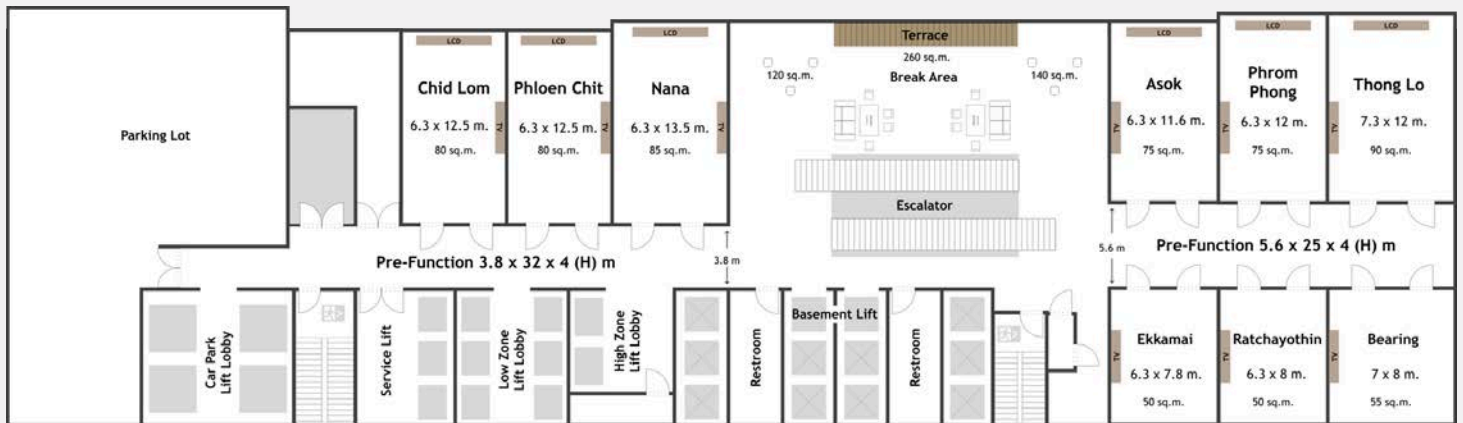 Parking Lot
LCD
Chid Lom
6.3 x 12.5 m.
80 sq.m.
TV
LCD
Phloen Chit
6.3 x 12.5 m.
80 sq.m.
TV
LCD
Nana
6.3 x 13.5 m.
85 sq.m.
TV
Terrace
260 sq.m.
Break Area
120 sq.m.
140 sq.m.
Escalator
LCD
Asok
6.3 x 11.6 m.
75 sq.m.
TV
LCD
Phrom
Phong
6.3 x 12 m.
75 sq.m.
TV
LCD
Thong Lo
7.3 x 12 m.
90 sq.m.
TV
Pre-Function 3.8 x 32 x 4 (H) m
3.8 m
5.6 m
Pre-Function 5.6 x 25 x 4 (H) m
Car Park
Lift Lobby
Service Lift
Low Zone
Lift Lobby
High Zone
Lift Lobby
Restroom
Basement Lift
Restroom
Ekkamai
6.3 x 7.8 m.
50 sq.m.
TV
Ratchayothin
6.3 x 8 m.
50 sq.m.
TV
Bearing
7 x 8 m.
55 sq.m.
TV